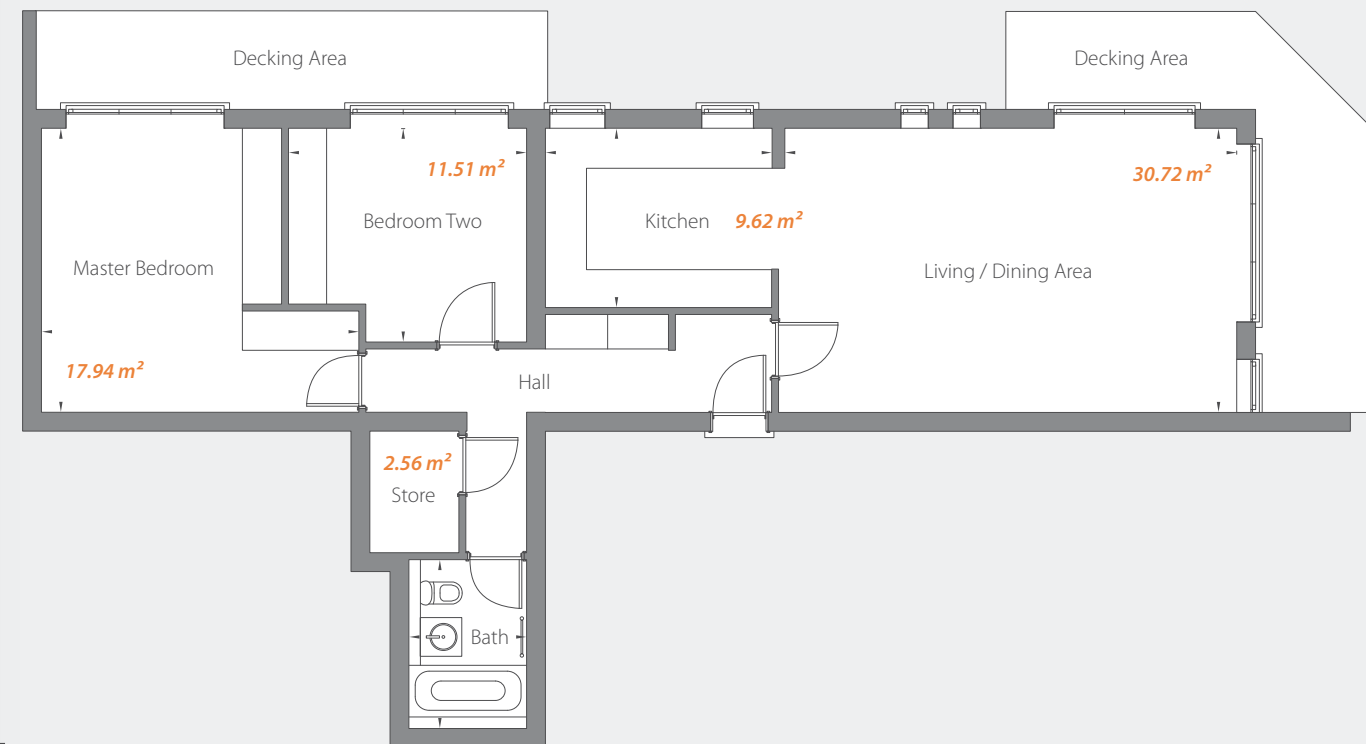 Decking Area
Decking Area
11.51 m²
30.72 m²
Bedroom Two
Kitchen
9.62 m²
Master Bedroom
Living / Dining Area
17.94 m²
Hall
2.56 m²
Store
Bath